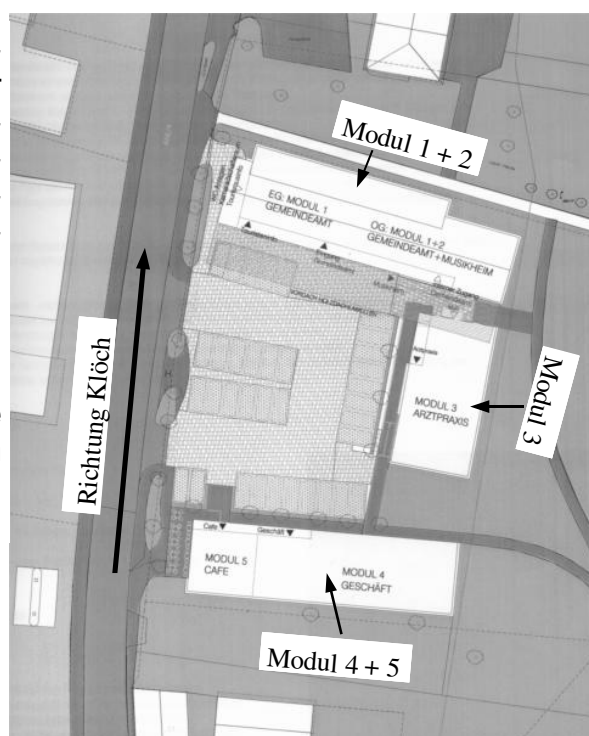 Modul 1 + 2
EG: MODUL 1
GEMEINDEAMT
OG: MODUL 1+2
GEMEINDEAMT+MUSIKHEIM
Arztpraxis
MODUL 3
ARZTPRAXIS
Modul 3
Richtung Klöch
H
Cafe
Geschäft
MODUL 5
CAFE
MODUL 4
GESCHÄFT
Modul 4 + 5